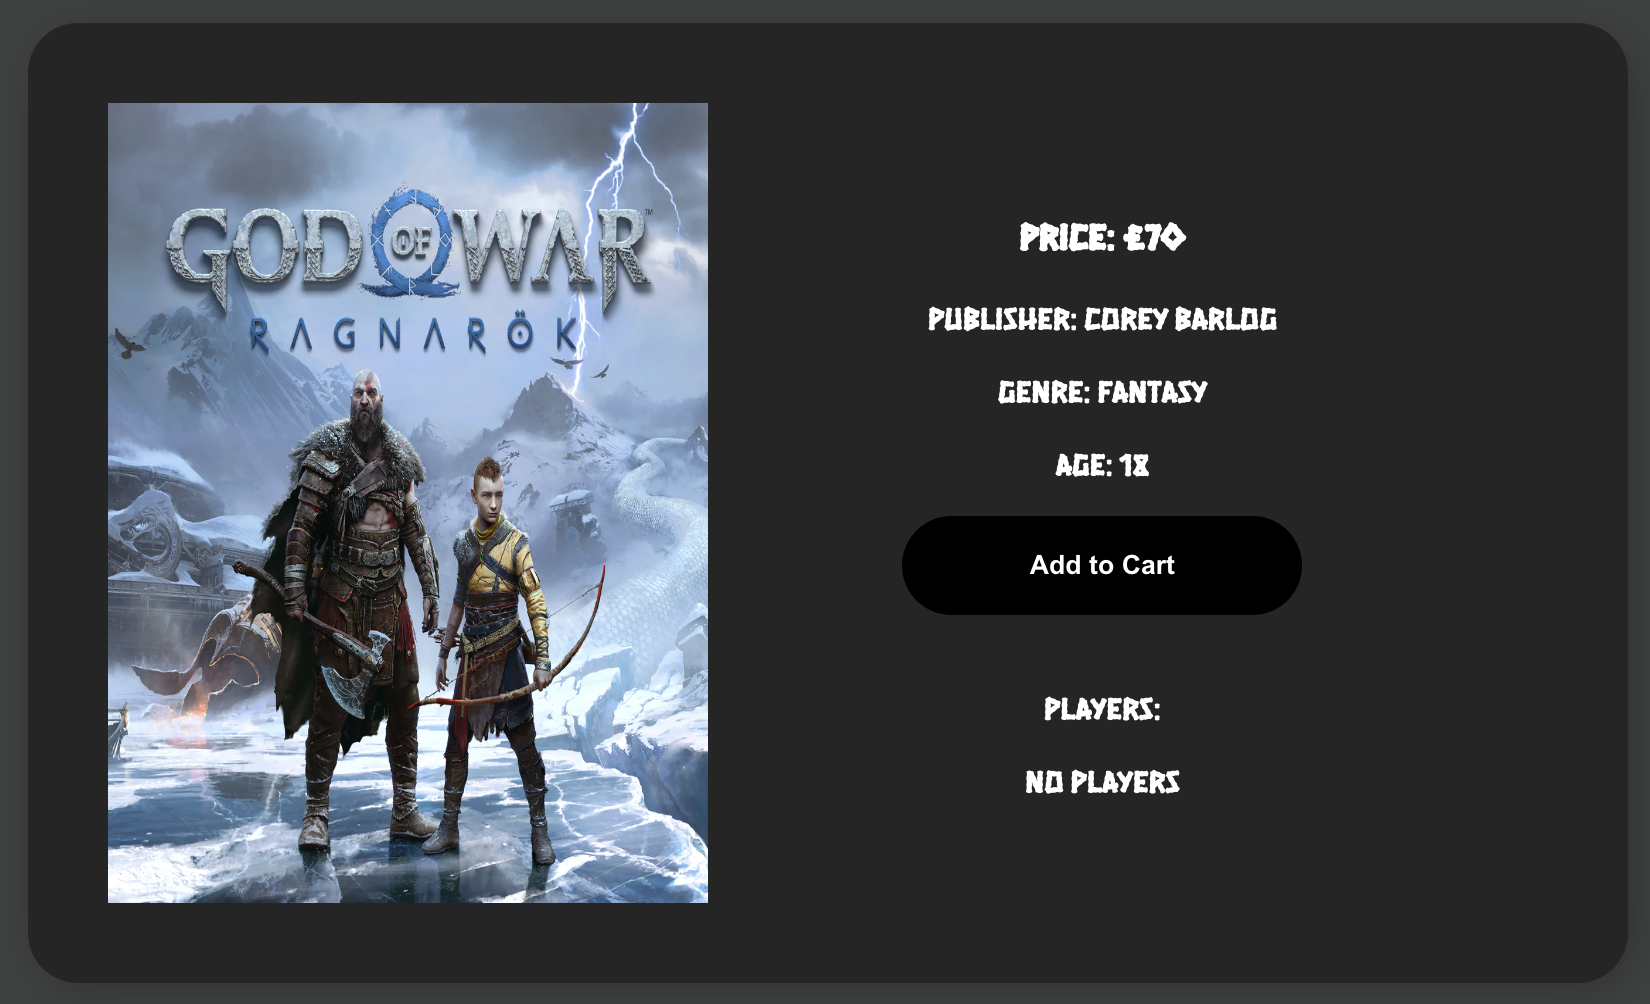 GOD OF WAR™
RAGNARÖK
PRICE: £70
PUBLISHER: COREY BARLOG
GENRE: FANTASY
AGE: 18
Add to Cart
PLAYERS:
NO PLAYERS